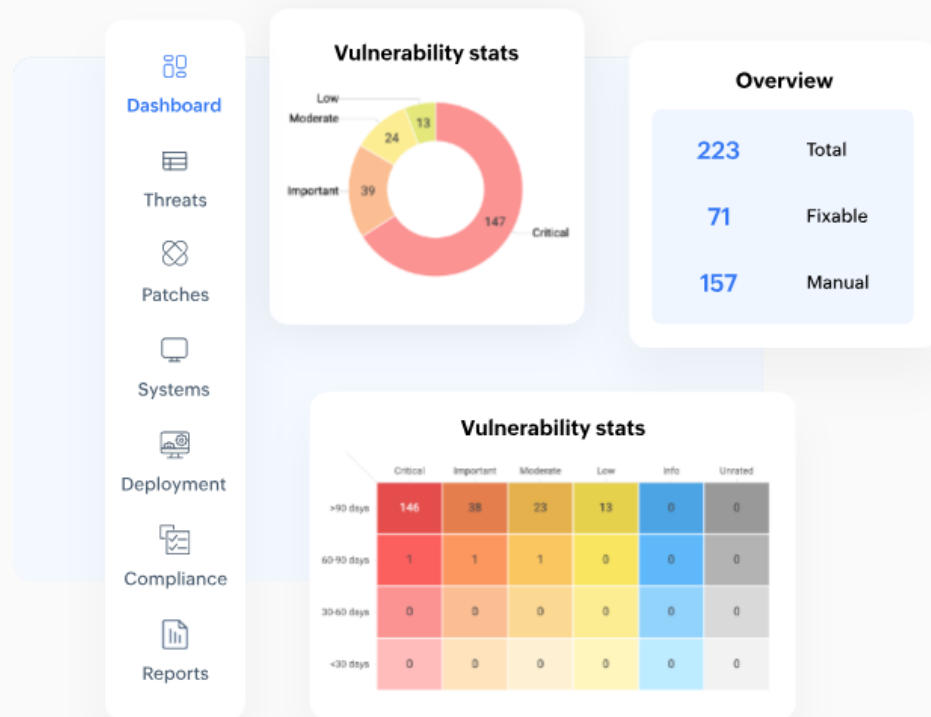 Dashboard
Threats
Patches
Systems
Deployment
Compliance
Reports
Vulnerability stats
Low
Moderate
Important
13
24
39
147
Critical
Overview
223 Total
71 Fixable
157 Manual
Vulnerability stats
Critical Important Moderate Low Info Unrated
>90 days 146 38 23 13 0 0
60-90 days 1 1 1 0 0 0
30-60 days 0 0 0 0 0 0
<30 days 0 0 0 0 0 0